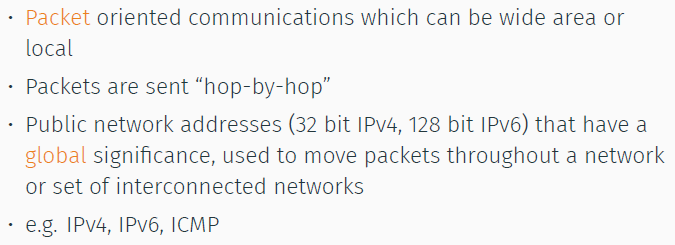 • Packet oriented communications which can be wide area or
local
• Packets are sent “hop-by-hop”
• Public network addresses (32 bit IPv4, 128 bit IPv6) that have a
global significance, used to move packets throughout a network
or set of interconnected networks
• e.g. IPv4, IPv6, ICMP